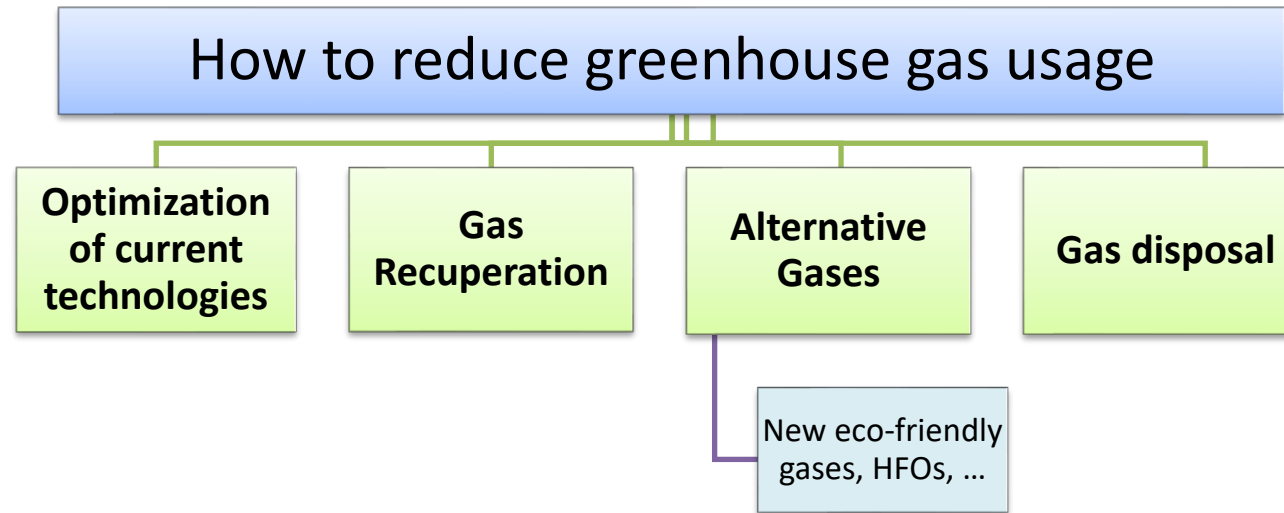 How to reduce greenhouse gas usage
Optimization
of current
technologies
Gas
Recuperation
Alternative
Gases
Gas disposal
New eco-friendly
gases, HFOs, ...